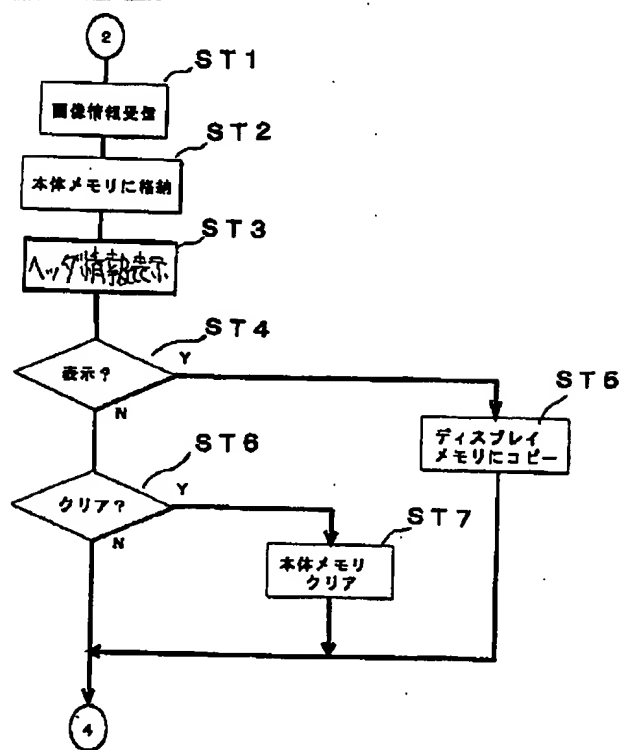 2
ST1
画像情報受信
ST2
本体メモリに格納
ST3
ヘッダ情報表示
ST4
表示?
Y
N
ST5
ディスプレイ
メモリにコピー
ST6
クリア?
Y
N
ST7
本体メモリ
クリア
4